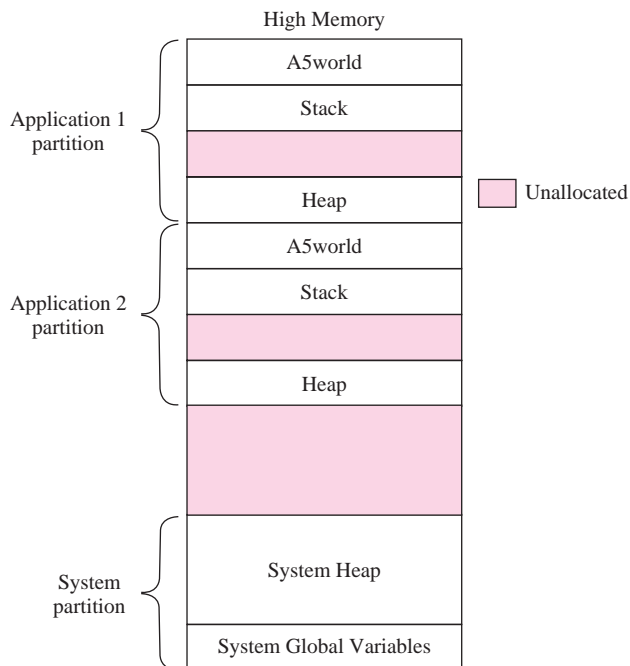 High Memory
A5world
Application 1
partition
Stack
Heap
Unallocated
A5world
Application 2
partition
Stack
Heap
System
partition
System Heap
System Global Variables